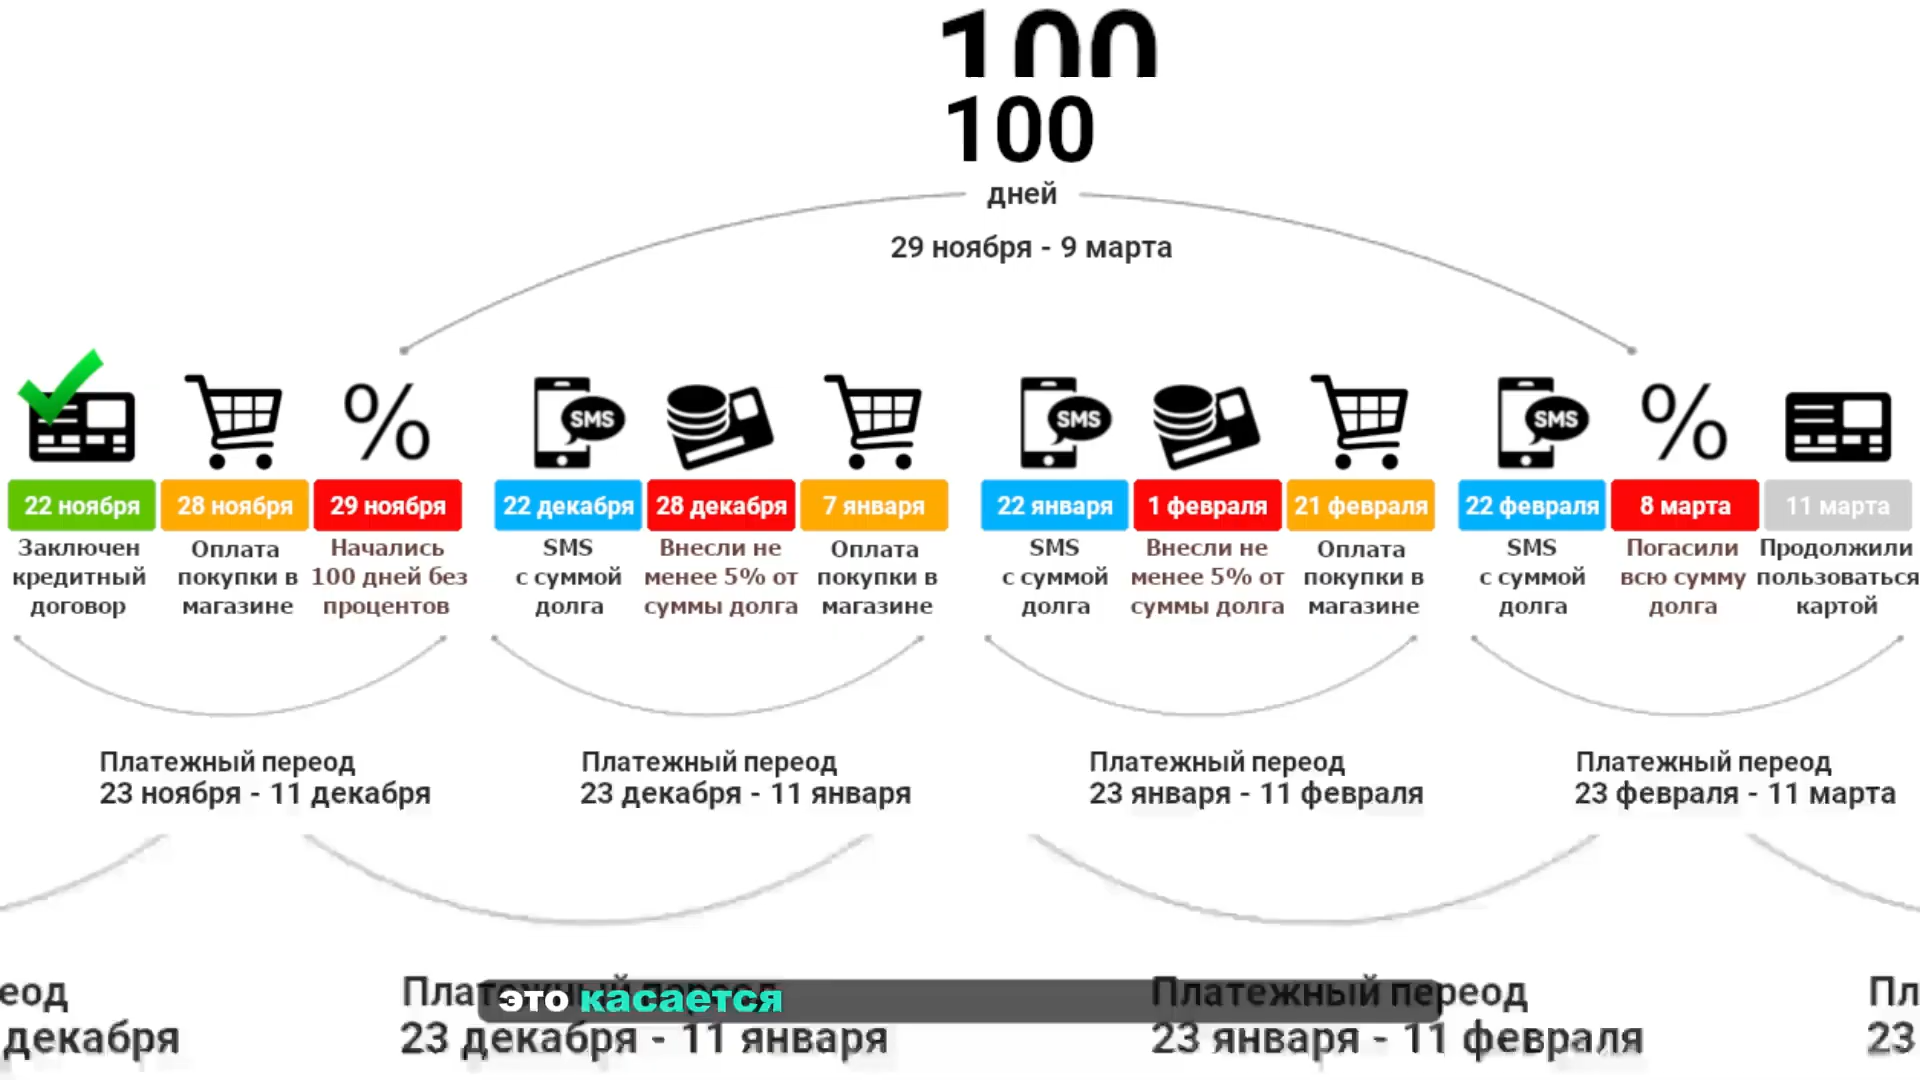 100
100
дней
29 ноября - 9 марта
SMS
SMS
SMS
22 ноября
28 ноября
29 ноября
22 декабря
28 декабря
7 января
22 января
1 февраля
21 февраля
22 февраля
8 марта
11 марта
Заключен
кредитный
договор
Оплата
покупки в
магазине
Начались
100 дней без
процентов
SMS
с суммой
долга
Внесли не
менее 5% от
суммы долга
Оплата
покупки в
магазине
SMS
с суммой
долга
Внесли не
менее 5% от
суммы долга
Оплата
покупки в
магазине
SMS
с суммой
долга
Погасили
всю сумму
долга
Продолжили
пользоваться
картой
Платежный переод
23 ноября - 11 декабря
Платежный переод
23 декабря - 11 января
Платежный переод
23 января - 11 февраля
Платежный переод
23 февраля - 11 марта
еод
декабря
Платежный переод
23 декабря - 11 января
Платежный переод
23 января - 11 февраля
Пл
23
это касается